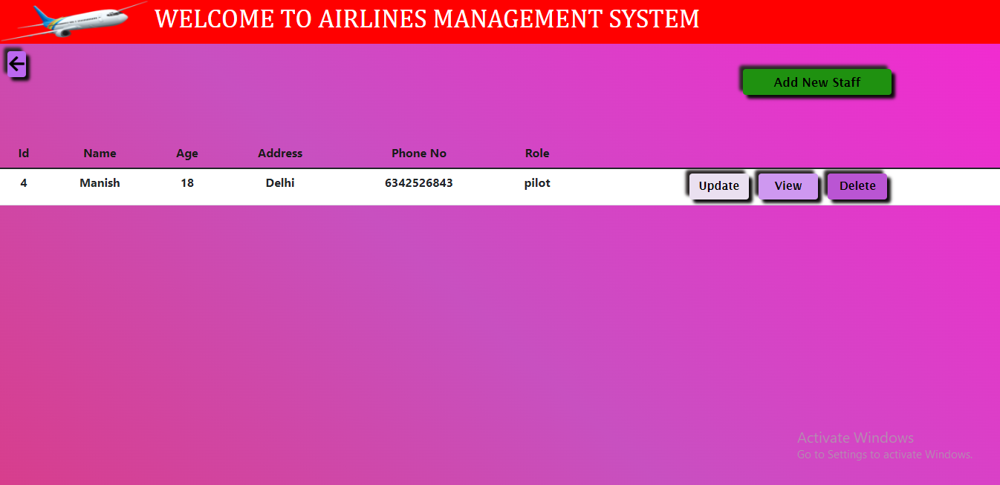 WELCOME TO AIRLINES MANAGEMENT SYSTEM
Add New Staff
Id Name Age Address Phone No Role
4 Manish 18 Delhi 6342526843 pilot Update View Delete
Activate Windows
Go to Settings to activate Windows.